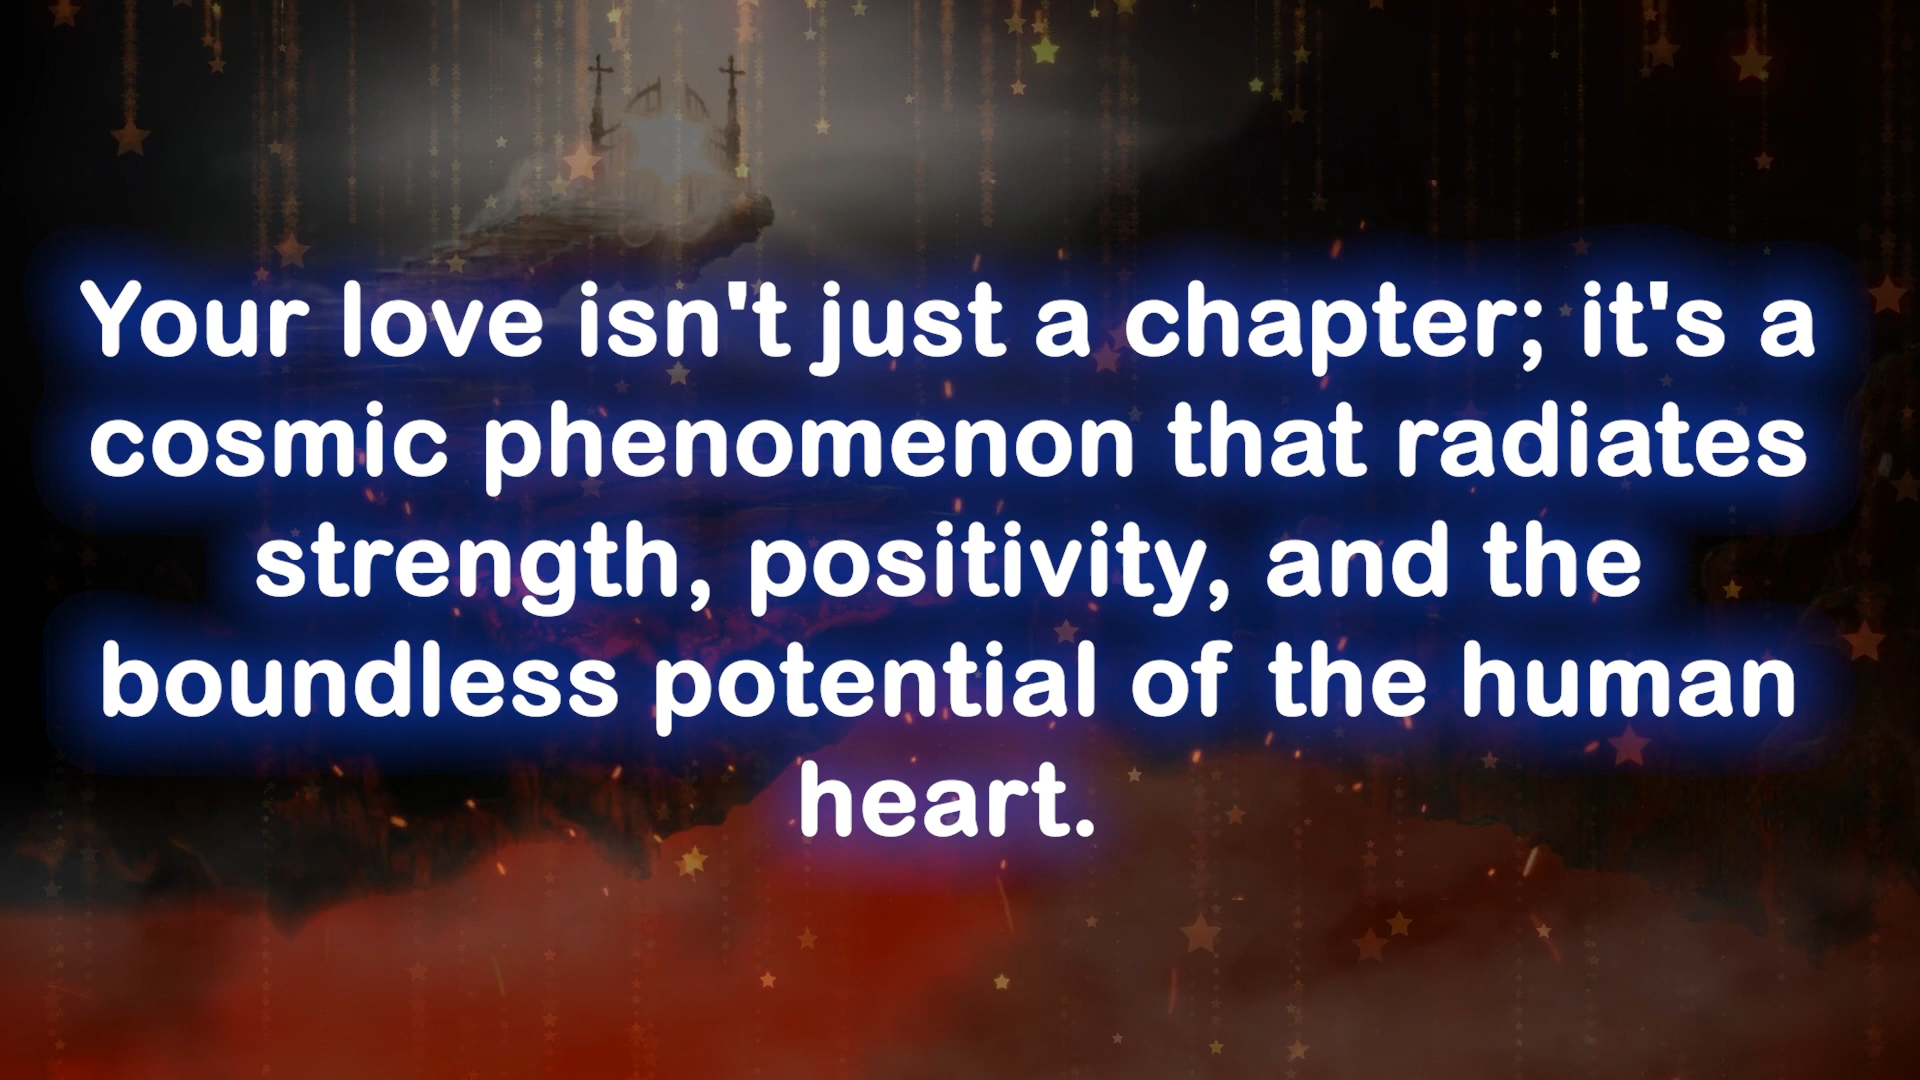 Your love isn't just a chapter; it's a
cosmic phenomenon that radiates
strength, positivity, and the
boundless potential of the human
heart.